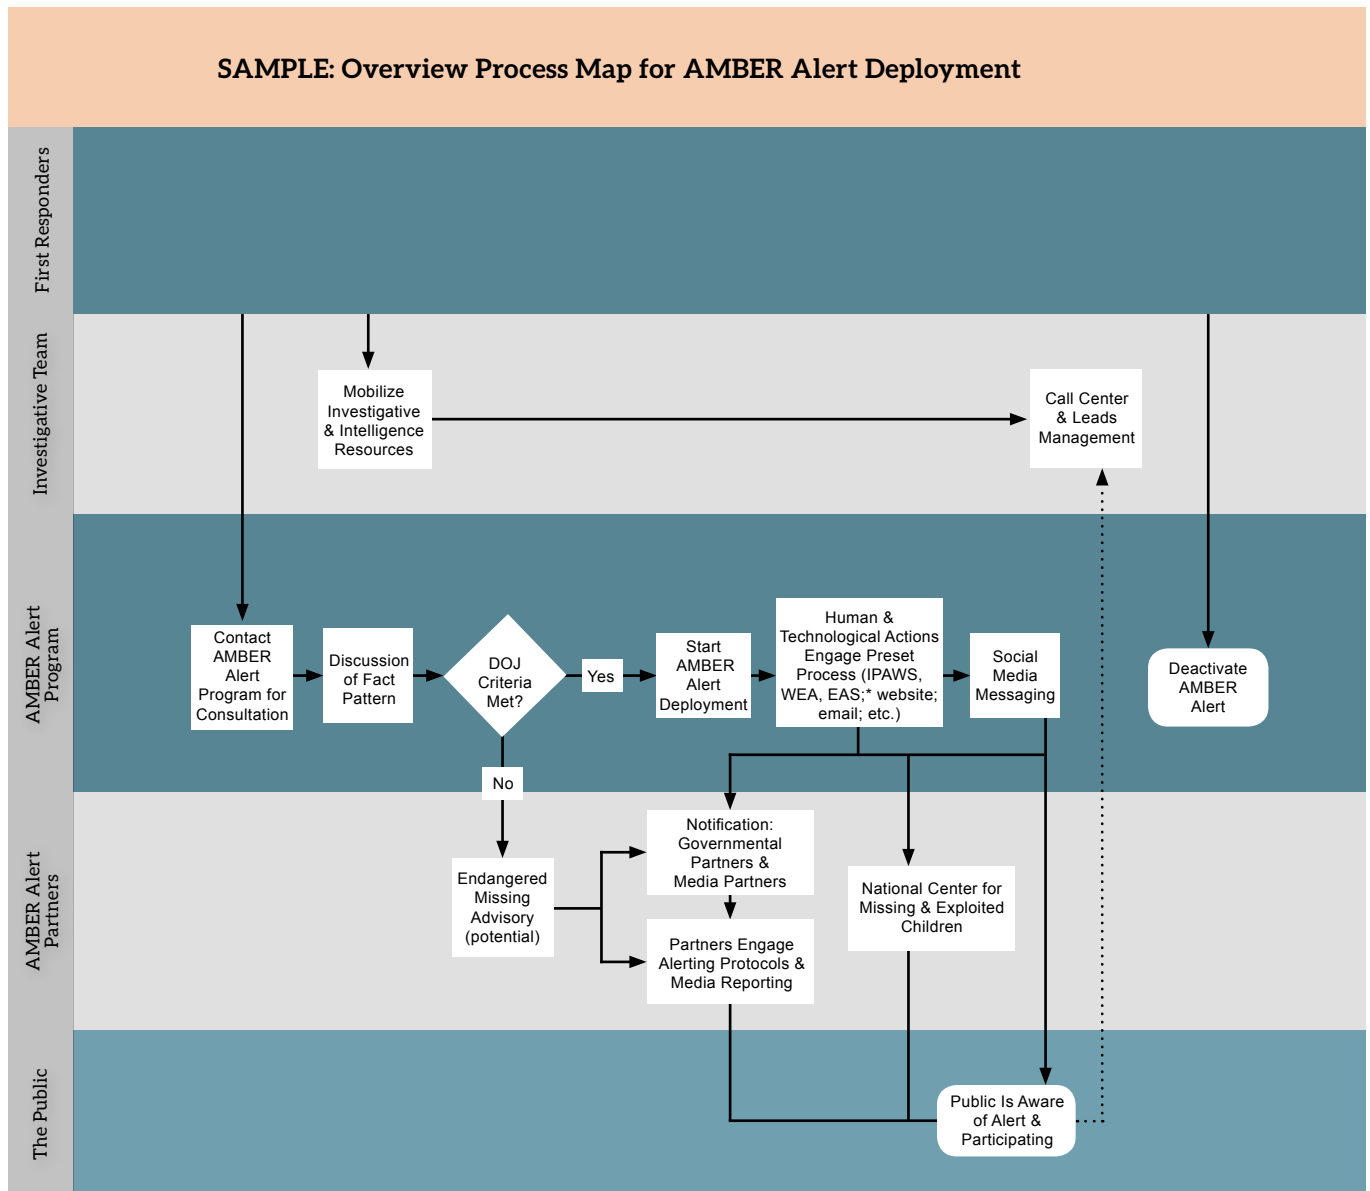 SAMPLE: Overview Process Map for AMBER Alert Deployment
First Responders
Investigative Team
Mobilize
Investigative
& Intelligence
Resources
Call Center
& Leads
Management
AMBER Alert
Program
Contact
AMBER
Alert
Program for
Consultation
Discussion
of Fact
Pattern
DOJ
Criteria
Met?
Yes
No
Start
AMBER
Alert
Deployment
Human &
Technological Actions
Engage Preset
Process (IPAWS,
WEA, EAS;* website;
email; etc.)
Social
Media
Messaging
Deactivate
AMBER
Alert
AMBER Alert
Partners
Endangered
Missing
Advisory
(potential)
Notification:
Governmental
Partners &
Media Partners
Partners Engage
Alerting Protocols &
Media Reporting
National Center for
Missing & Exploited
Children
The Public
Public Is Aware
of Alert &
Participating